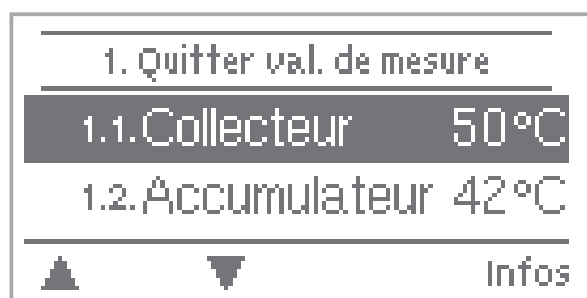 1. Quitter val. de mesure
1.1.Collecteur 50°C
1.2.Accumulateur 42°C
▲ ▼ Infos